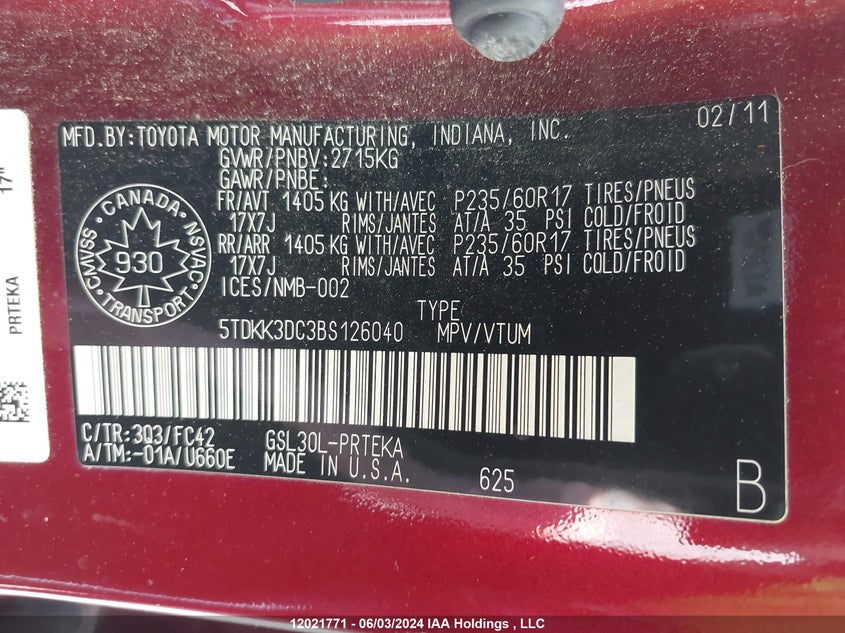 MFD.BY:TOYOTA MOTOR MANUFACTURING, INDIANA, INC. 02/11
GVWR/PNBV:2715KG
GAWR/PNBE:
FR/AVT 1405 KG WITH/AVEC P235/60R17 TIRES/PNEUS
17X7J RIMS/JANTES AT/A 35 PSI COLD/FROID
RR/ARR 1405 KG WITH/AVEC P235/60R17 TIRES/PNEUS
17X7J RIMS/JANTES AT/A 35 PSI COLD/FROID
ICES/NMB-002
CANADA
CMVSS NSVAC
930
TRANSPORT
TYPE
5TDKK3DC3BS126040 MPV/VTUM
C/TR:3Q3/FC42 GSL30L-PRTEKA
A/TM:-01A/U660E MADE IN U.S.A. 625 B
17"
PRTEKA
12021771 - 06/03/2024 IAA Holdings , LLC